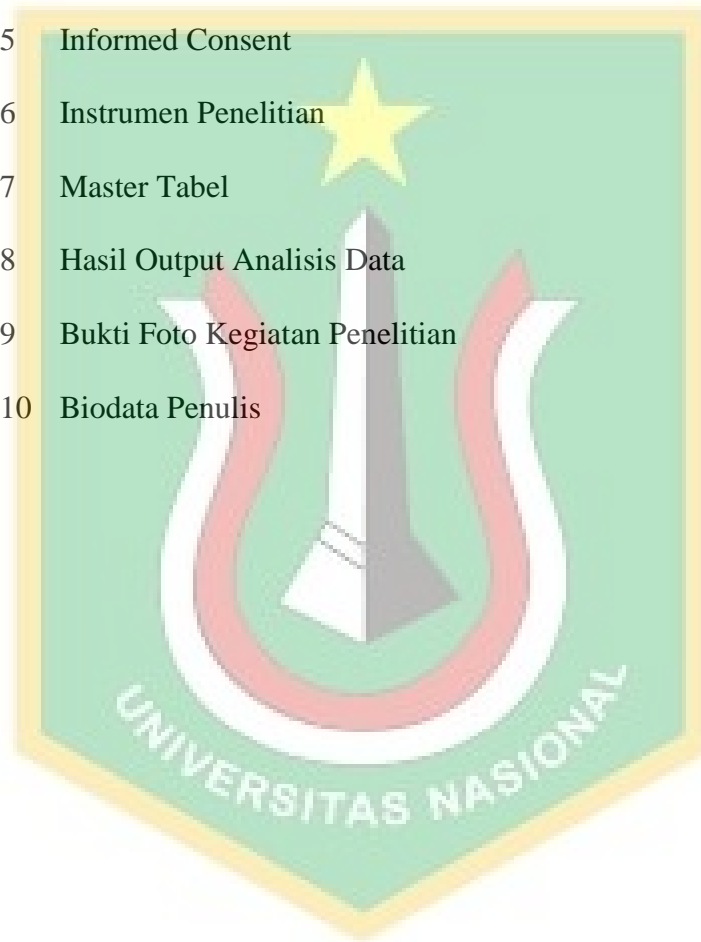 5 Informed Consent
6 Instrumen Penelitian
7 Master Tabel
8 Hasil Output Analisis Data
9 Bukti Foto Kegiatan Penelitian
10 Biodata Penulis
UNIVERSITAS NASIONAL